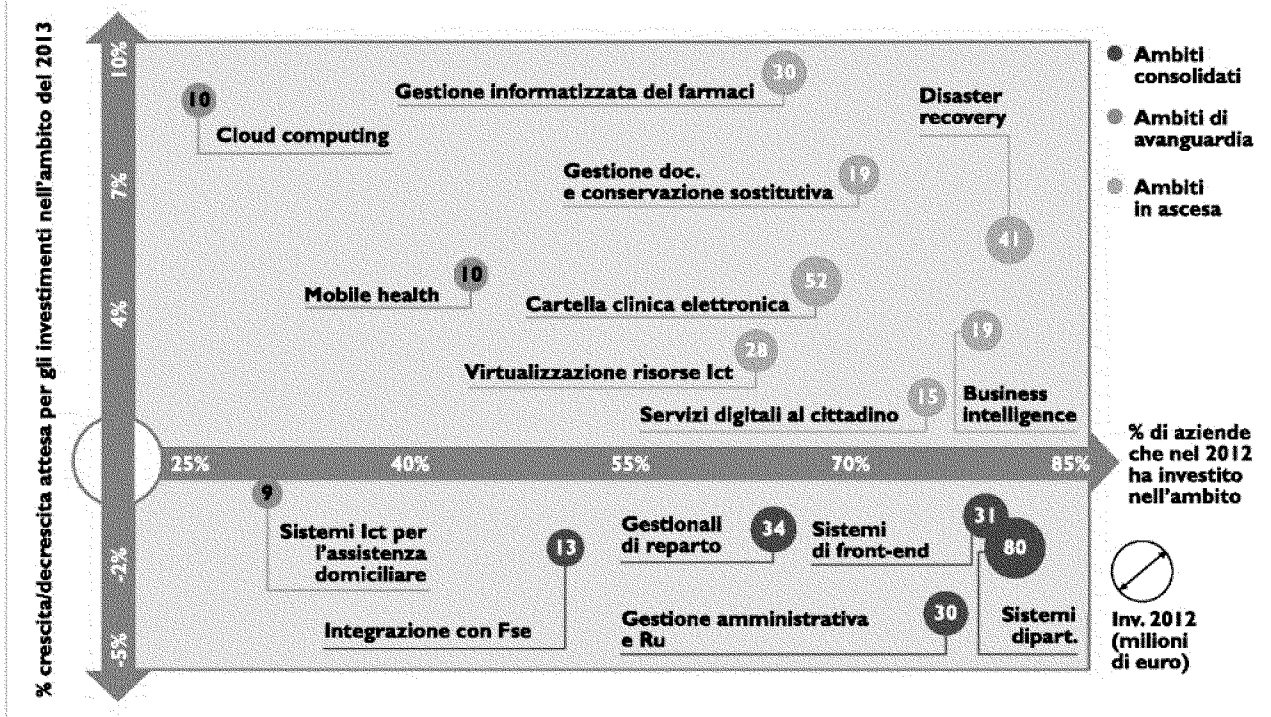 % crescita/decrescita attesa per gli investimenti nell'ambito del 2013
10%
7%
4%
-2%
-5%
30
Gestione informatizzata dei farmaci
10
Cloud computing
Disaster
recovery
41
Gestione doc.
e conservazione sostitutiva
19
10
Mobile health
52
Cartella clinica elettronica
28
Virtualizzazione risorse Ict
19
Business
intelligence
15
Servizi digitali al cittadino
25%
40%
55%
70%
85%
% di aziende
che nel 2012
ha investito
nell'ambito
9
Sistemi Ict per
l'assistenza
domiciliare
13
Integrazione con Fse
Gestionali
di reparto
34
Sistemi
di front-end
31
80
Sistemi
dipart.
Gestione amministrativa
e Ru
30
Ambiti
consolidati
Ambiti di
avanguardia
Ambiti
in ascesa
Inv. 2012
(milioni
di euro)